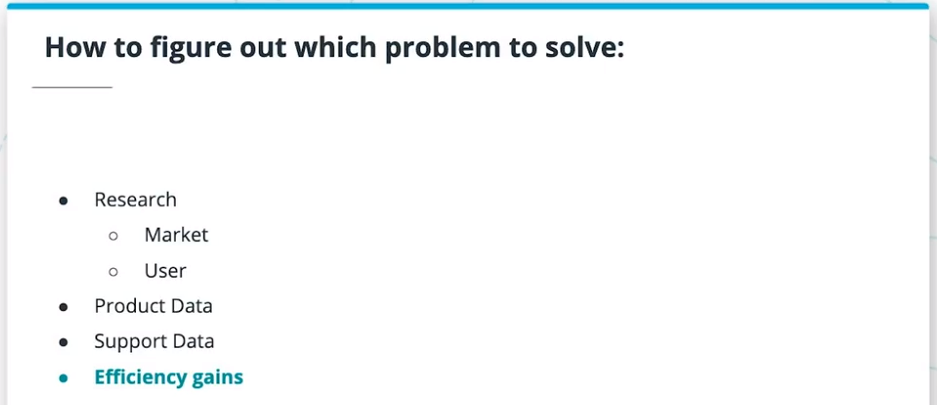 How to figure out which problem to solve:
● Research
○ Market
○ User
● Product Data
● Support Data
● Efficiency gains